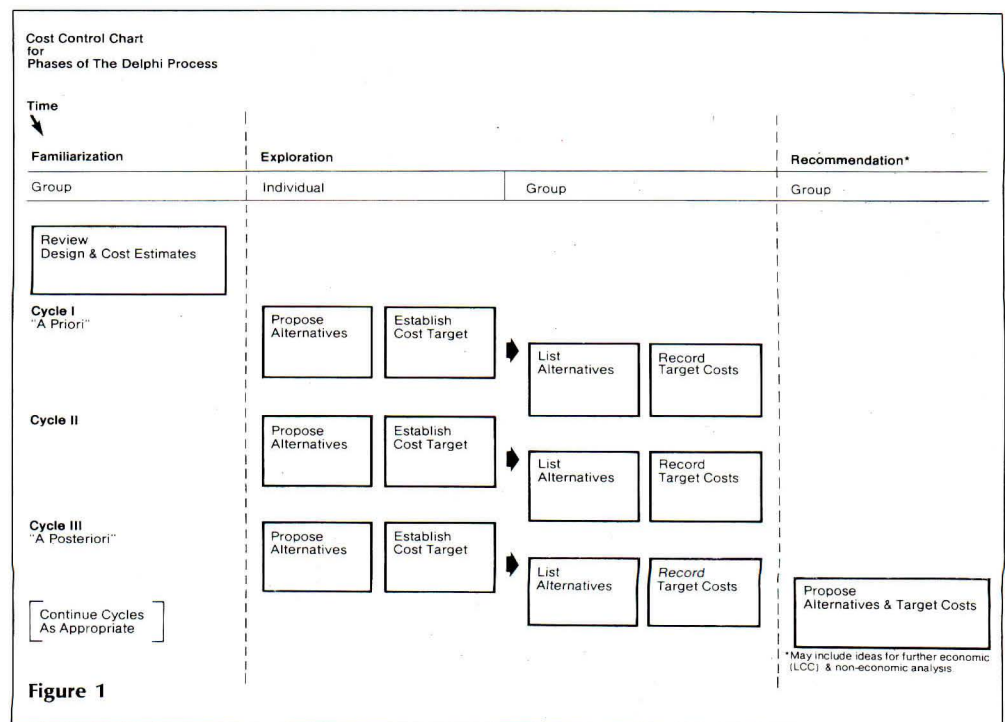 Cost Control Chart
for
Phases of The Delphi Process
Time
Familiarization
Exploration
Recommendation*
Group
Individual
Group
Group
Review
Design & Cost Estimates
Cycle I
"A Priori"
Propose
Alternatives
Establish
Cost Target
List
Alternatives
Record
Target Costs
Cycle II
Propose
Alternatives
Establish
Cost Target
List
Alternatives
Record
Target Costs
Cycle III
"A Posteriori"
Propose
Alternatives
Establish
Cost Target
List
Alternatives
Record
Target Costs
Continue Cycles
As Appropriate
Propose
Alternatives & Target Costs
*May include ideas for further economic
(LCC) & non-economic analysis.
Figure 1